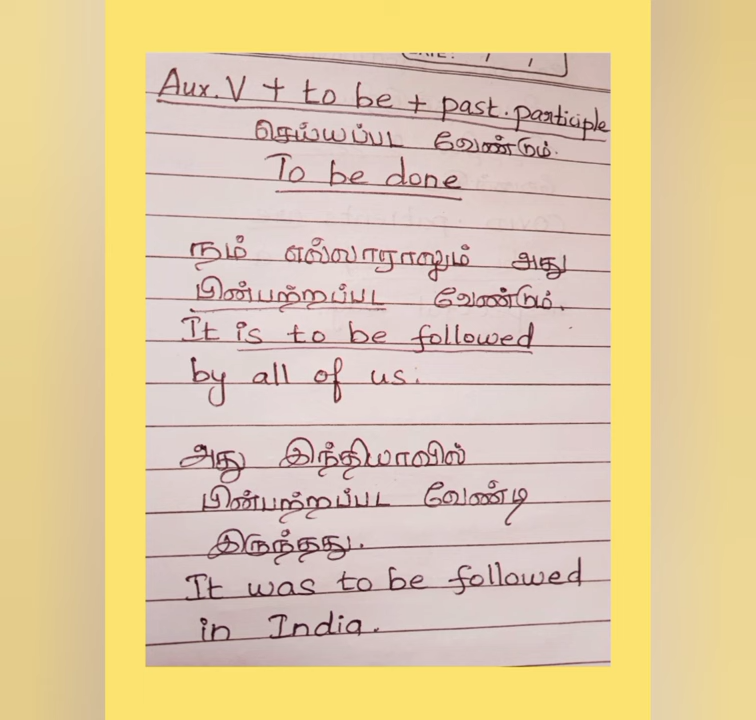 Aux. V + to be + past. participle
செய்யப்பட வேண்டும்.
To be done
நம் எல்லாராலும் அது
பின்பற்றப்பட வேண்டும்.
It is to be followed
by all of us.
அது இந்தியாவில்
பின்பற்றப்பட வேண்டி
இருந்தது.
It was to be followed
in India.